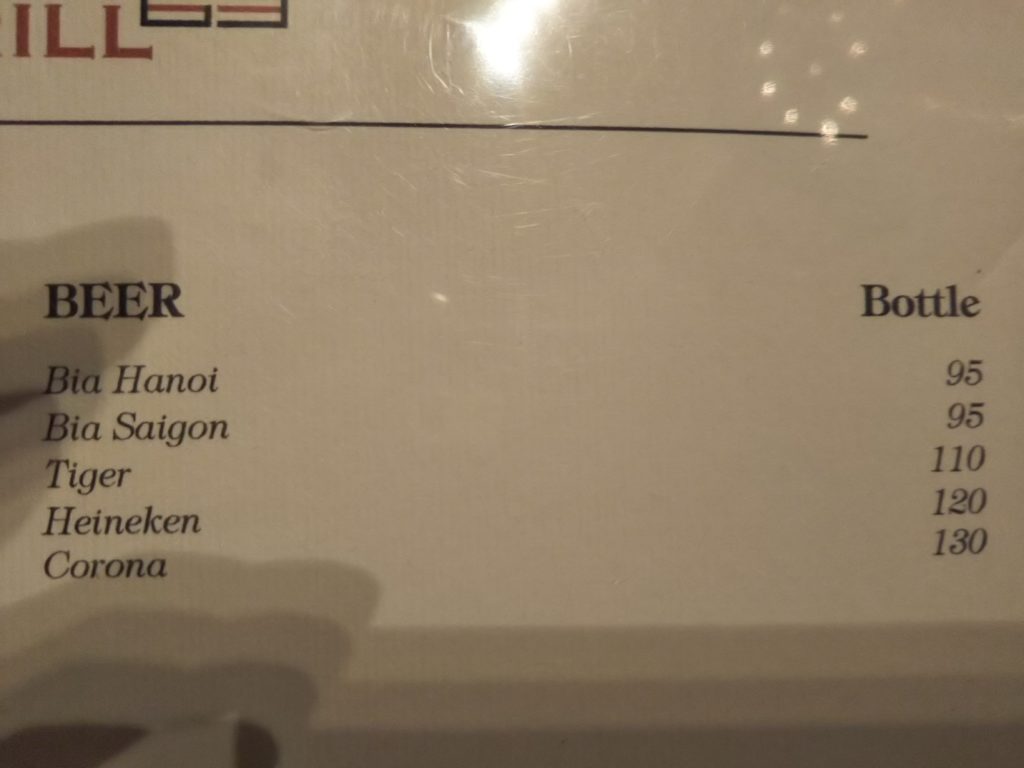 ILL
BEER Bottle
Bia Hanoi 95
Bia Saigon 95
Tiger 110
Heineken 120
Corona 130